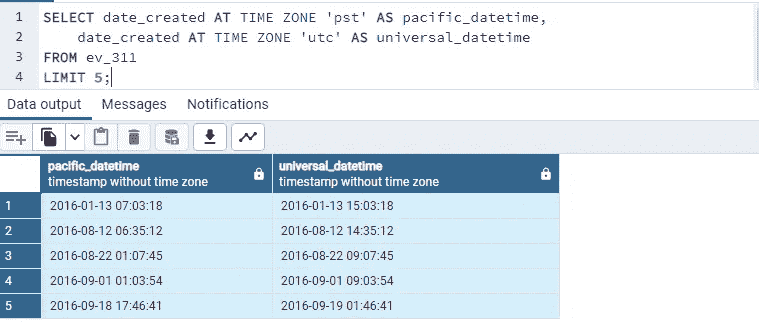 1 SELECT date_created AT TIME ZONE 'pst' AS pacific_datetime,
2 date_created AT TIME ZONE 'utc' AS universal_datetime
3 FROM ev_311
4 LIMIT 5;
Data output Messages Notifications
pacific_datetime universal_datetime
timestamp without time zone timestamp without time zone
1 2016-01-13 07:03:18 2016-01-13 15:03:18
2 2016-08-12 06:35:12 2016-08-12 14:35:12
3 2016-08-22 01:07:45 2016-08-22 09:07:45
4 2016-09-01 01:03:54 2016-09-01 09:03:54
5 2016-09-18 17:46:41 2016-09-19 01:46:41